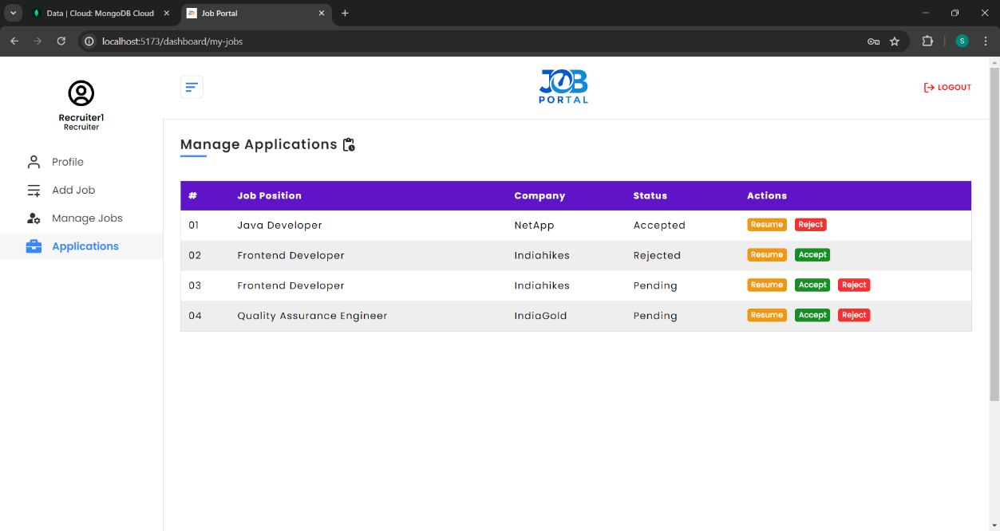 Data | Cloud: MongoDB Cloud
Job Portal
localhost:5173/dashboard/my-jobs
S
Recruiter1
Recruiter
Profile
Add Job
Manage Jobs
Applications
JOB
PORTAL
LOGOUT
Manage Applications
# Job Position Company Status Actions
01 Java Developer NetApp Accepted Resume Reject
02 Frontend Developer Indiahikes Rejected Resume Accept
03 Frontend Developer Indiahikes Pending Resume Accept Reject
04 Quality Assurance Engineer IndiaGold Pending Resume Accept Reject